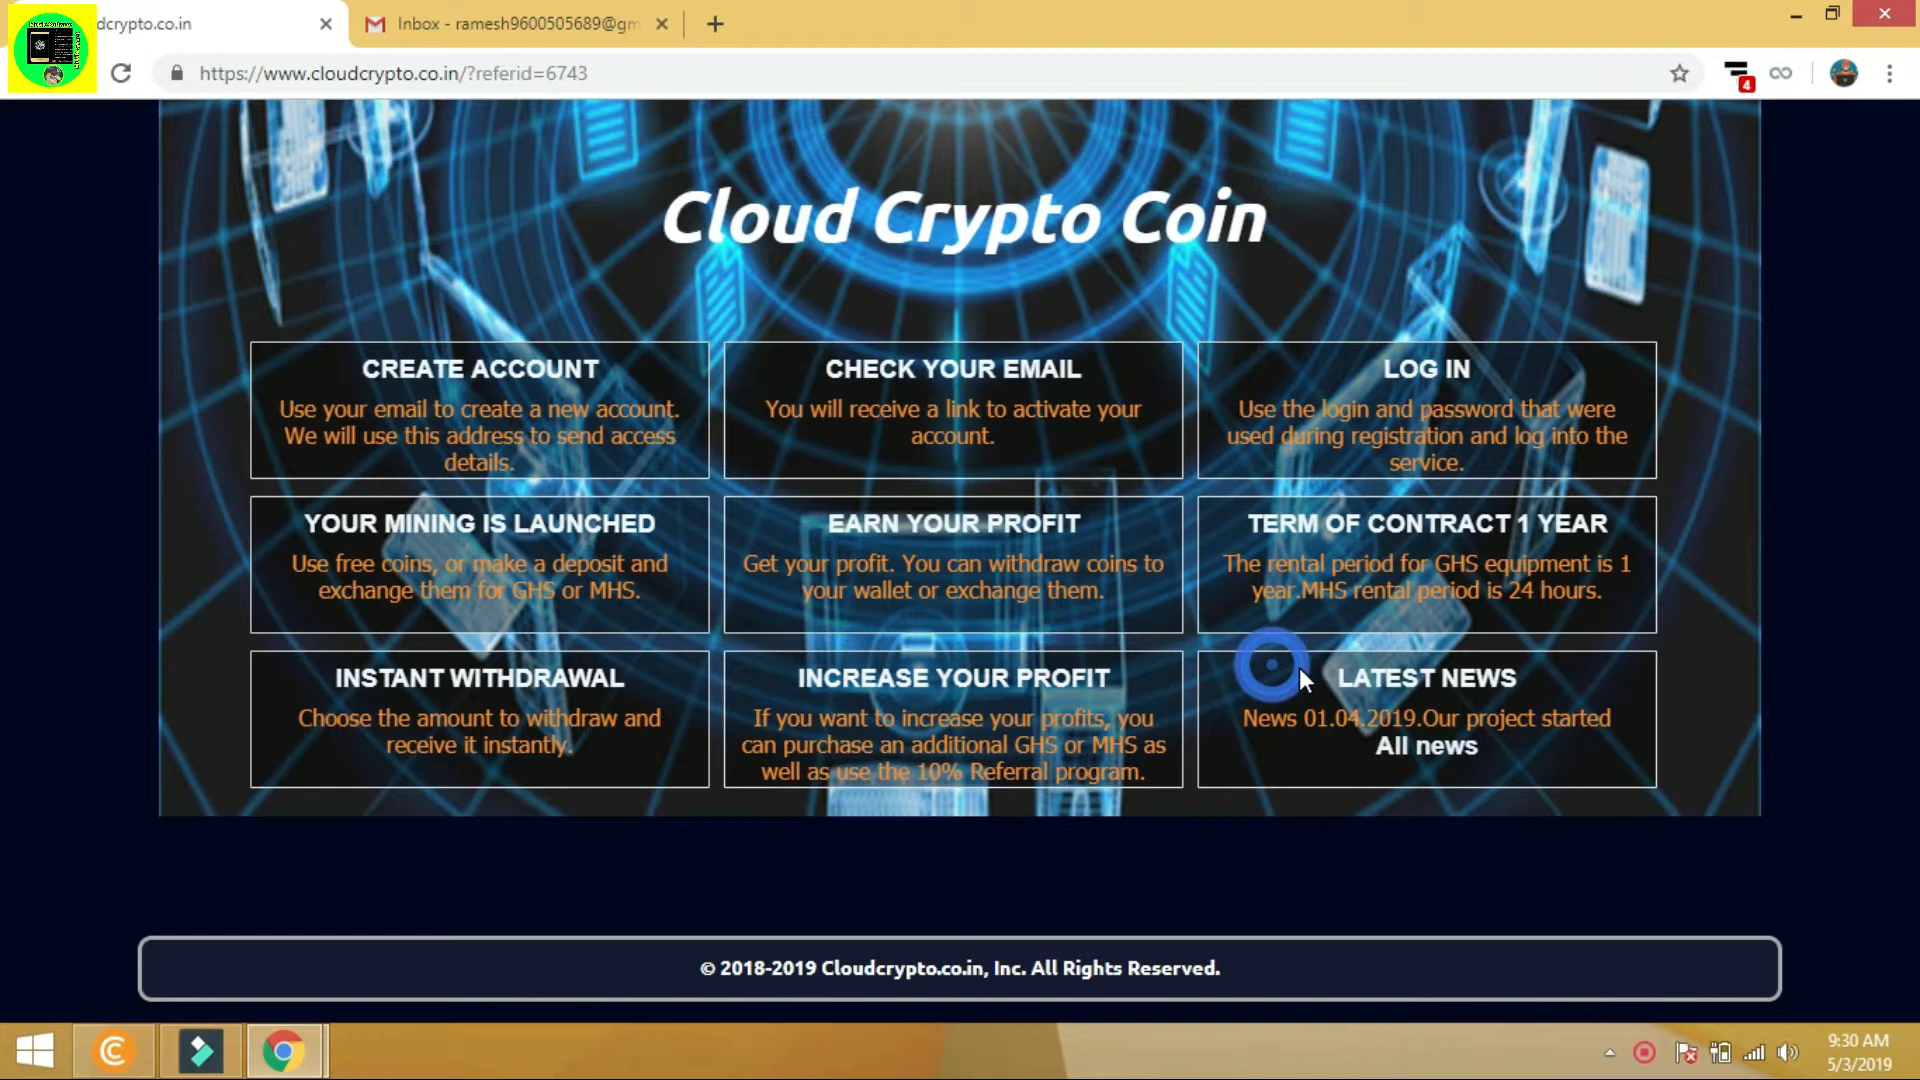 dcrypto.co.in
Inbox - ramesh9600505689@gm
https://www.cloudcrypto.co.in/?referid=6743
4
Cloud Crypto Coin
CREATE ACCOUNT
Use your email to create a new account.
We will use this address to send access
details.
CHECK YOUR EMAIL
You will receive a link to activate your
account.
LOG IN
Use the login and password that were
used during registration and log into the
service.
YOUR MINING IS LAUNCHED
Use free coins, or make a deposit and
exchange them for GHS or MHS.
EARN YOUR PROFIT
Get your profit. You can withdraw coins to
your wallet or exchange them.
TERM OF CONTRACT 1 YEAR
The rental period for GHS equipment is 1
year.MHS rental period is 24 hours.
INSTANT WITHDRAWAL
Choose the amount to withdraw and
receive it instantly.
INCREASE YOUR PROFIT
If you want to increase your profits, you
can purchase an additional GHS or MHS as
well as use the 10% Referral program.
LATEST NEWS
News 01.04.2019.Our project started
All news
© 2018-2019 Cloudcrypto.co.in, Inc. All Rights Reserved.
9:30 AM
5/3/2019